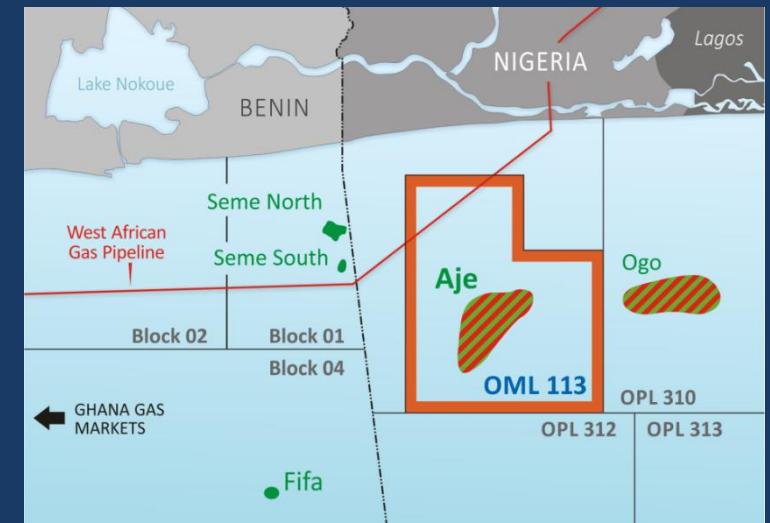 Lagos
NIGERIA
Lake Nokoue
BENIN
Seme North
West African
Gas Pipeline
Seme South
Ogo
Aje
Block 02
Block 01
Block 04
OML 113
OPL 310
GHANA GAS
MARKETS
OPL 312
OPL 313
Fifa